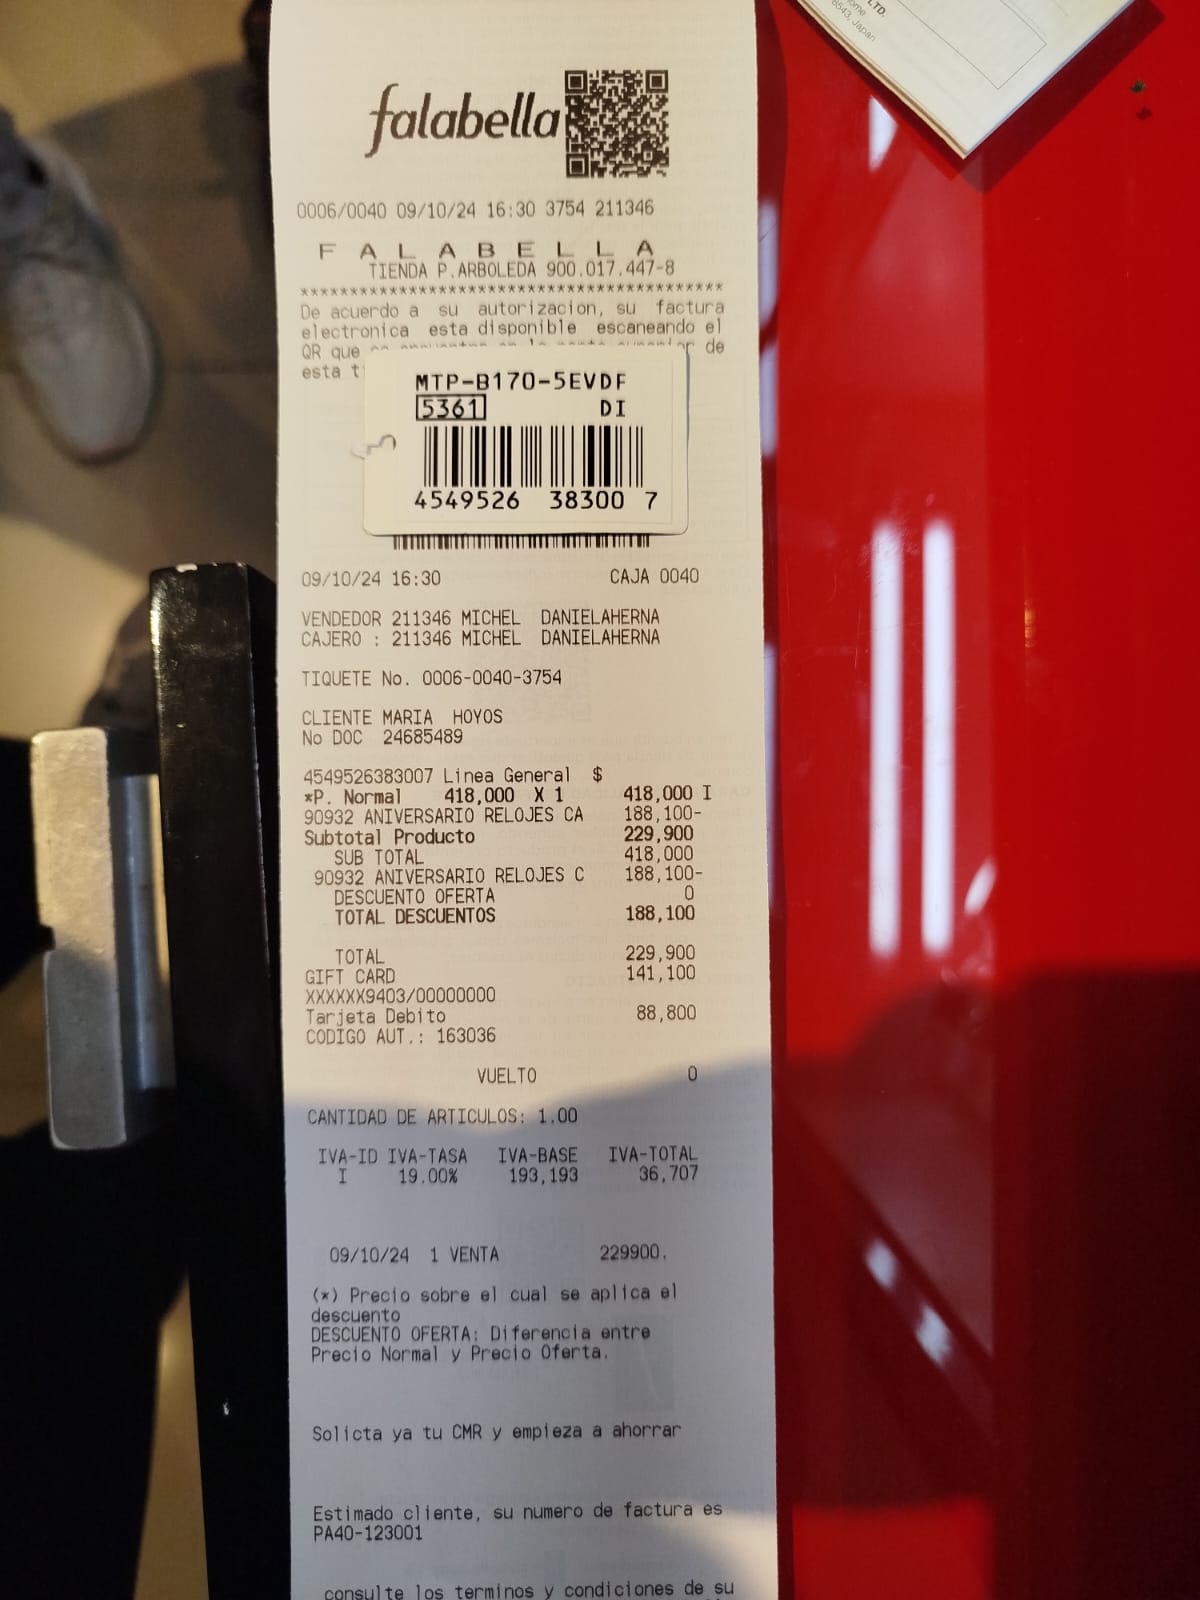 LTD.
ome
8543, Japan
falabella
0006/0040 09/10/24 16:30 3754 211346
F A L A B E L L A
TIENDA P.ARBOLEDA 900.017.447-8
******************************************
De acuerdo a su autorizacion, su factura
electronica esta disponible escaneando el
QR que de
esta
MTP-B170-5EVDF
5361 DI
4549526 38300 7
09/10/24 16:30 CAJA 0040
VENDEDOR 211346 MICHEL DANIELAHERNA
CAJERO : 211346 MICHEL DANIELAHERNA
TIQUETE No. 0006-0040-3754
CLIENTE MARIA HOYOS
No DOC 24685489
4549526383007 Linea General $
*P. Normal 418,000 X 1 418,000 I
90932 ANIVERSARIO RELOJES CA 188,100-
Subtotal Producto 229,900
SUB TOTAL 418,000
90932 ANIVERSARIO RELOJES C 188,100-
DESCUENTO OFERTA 0
TOTAL DESCUENTOS 188,100
TOTAL 229,900
GIFT CARD 141,100
XXXXXX9403/00000000
Tarjeta Debito 88,800
CODIGO AUT.: 163036
VUELTO 0
CANTIDAD DE ARTICULOS: 1.00
IVA-ID IVA-TASA IVA-BASE IVA-TOTAL
I 19.00% 193,193 36,707
09/10/24 1 VENTA 229900.
(*) Precio sobre el cual se aplica el
descuento
DESCUENTO OFERTA: Diferencia entre
Precio Normal y Precio Oferta.
Solicta ya tu CMR y empieza a ahorrar
Estimado cliente, su numero de factura es
PA40-123001
consulte los terminos y condiciones de su